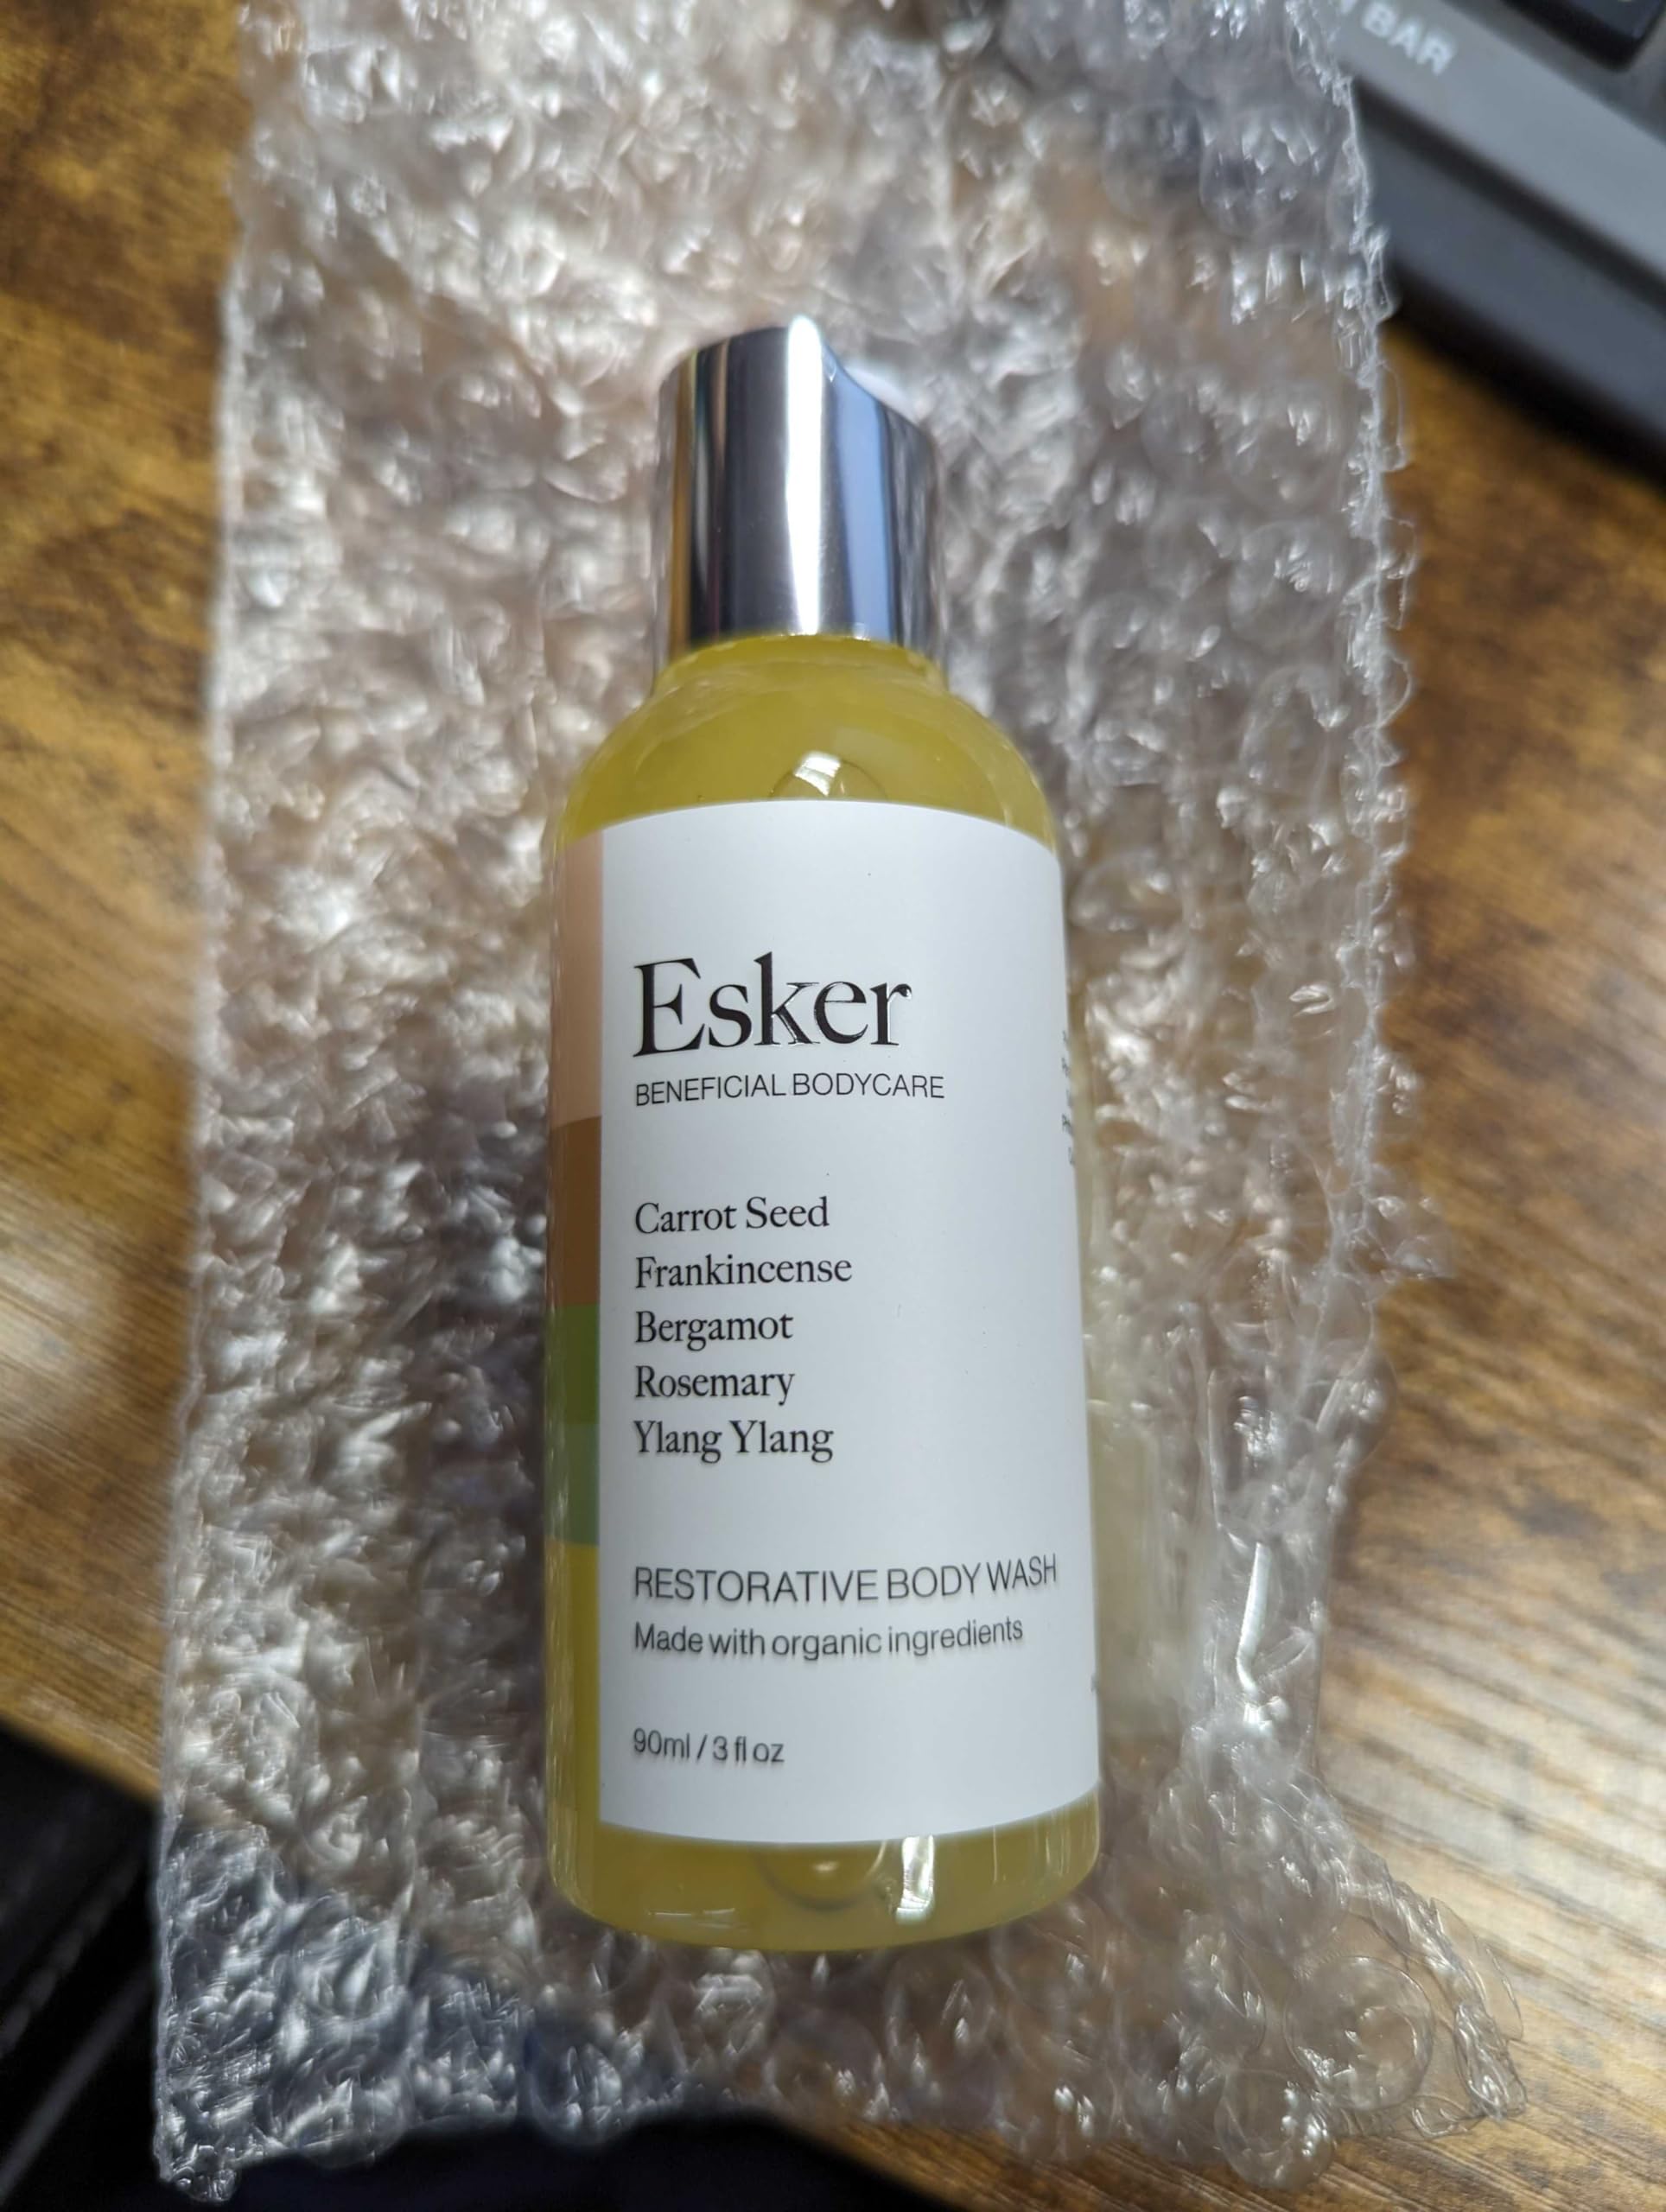 BAR
Esker
BENEFICIAL BODYCARE
Carrot Seed
Frankincense
Bergamot
Rosemary
Ylang Ylang
RESTORATIVE BODY WASH
Made with organic ingredients
90ml / 3 fl oz